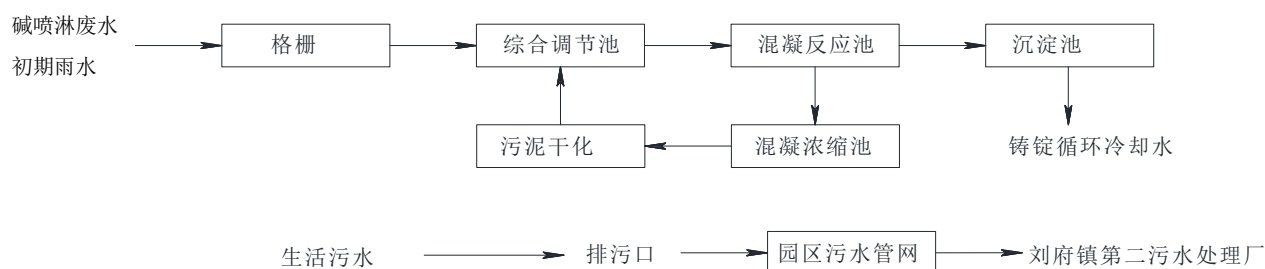 碱喷淋废水
初期雨水
格栅
综合调节池
混凝反应池
沉淀池
污泥干化
混凝浓缩池
铸锭循环冷却水
生活污水
排污口
园区污水管网
刘府镇第二污水处理厂